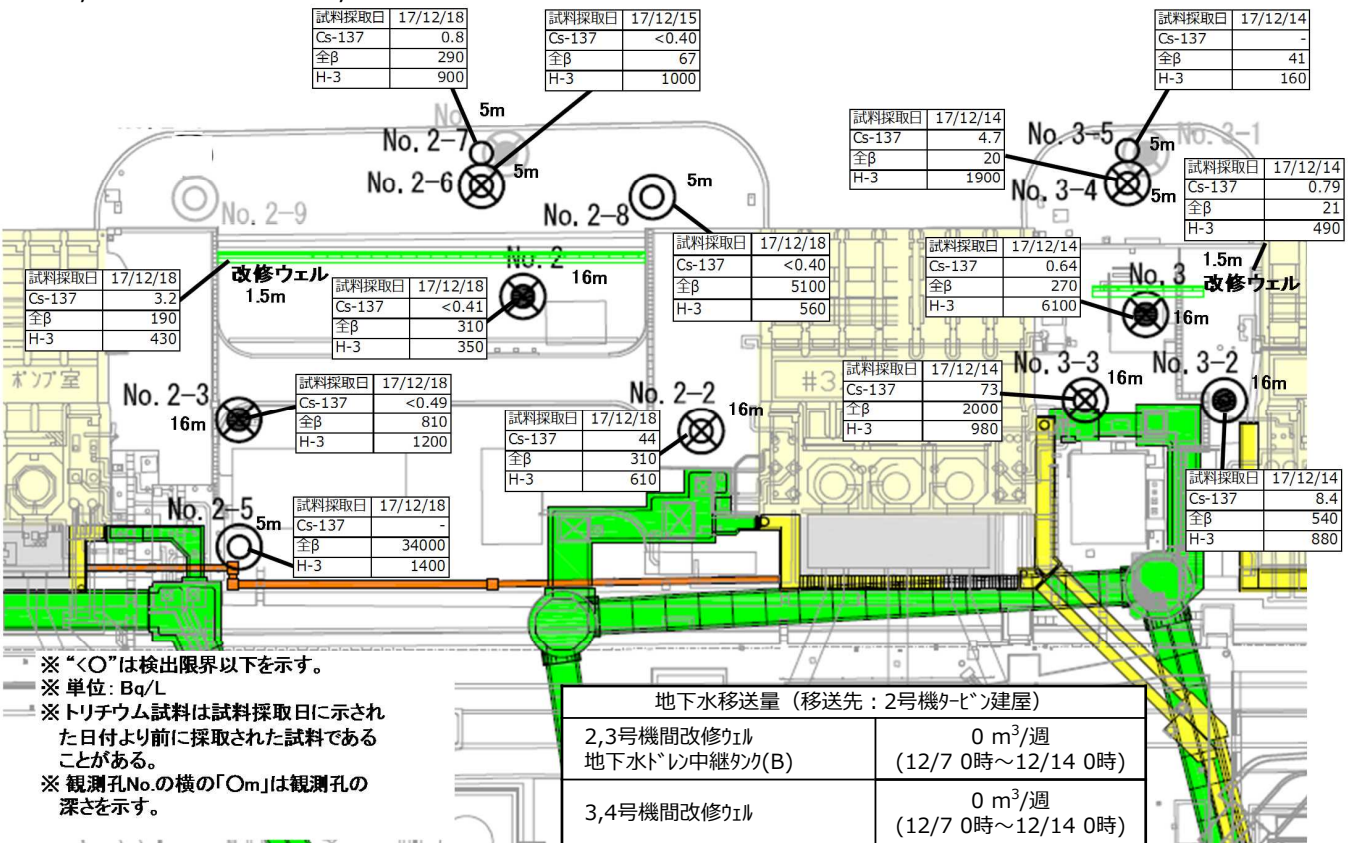 試料採取日 17/12/18
Cs-137 0.8
全β 290
H-3 900
試料採取日 17/12/15
Cs-137 <0.40
全β 67
H-3 1000
試料採取日 17/12/14
Cs-137 -
全β 41
H-3 160
No 5m
No. 2-7
5m
No. 2-6
試料採取日 17/12/14
Cs-137 4.7
全β 20
H-3 1900
No. 3-5 5m No. 3-1
No. 3-4 5m
試料採取日 17/12/14
Cs-137 0.79
全β 21
H-3 490
No. 2-9
No. 2-8 5m
試料採取日 17/12/18
Cs-137 3.2
全β 190
H-3 430
改修ウェル
1.5m
試料採取日 17/12/18
Cs-137 <0.41
全β 310
H-3 350
No. 2
16m
試料採取日 17/12/18
Cs-137 <0.40
全β 5100
H-3 560
試料採取日 17/12/14
Cs-137 0.64
全β 270
H-3 6100
No. 3
16m
1.5m
改修ウェル
ポンプ室
No. 2-3
16m
試料採取日 17/12/18
Cs-137 <0.49
全β 810
H-3 1200
試料採取日 17/12/18
Cs-137 44
全β 310
H-3 610
No. 2-2
16m
#3
試料採取日 17/12/14
Cs-137 73
全β 2000
H-3 980
No. 3-3 16m
No. 3-2
16m
試料採取日 17/12/14
Cs-137 8.4
全β 540
H-3 880
No. 2-5 5m
試料採取日 17/12/18
Cs-137 -
全β 34000
H-3 1400
※ “<○”は検出限界以下を示す。
※ 単位: Bq/L
※ トリチウム試料は試料採取日に示され
た日付より前に採取された試料である
ことがある。
※ 観測孔No.の横の「○m」は観測孔の
深さを示す。
地下水移送量（移送先：2号機ﾀｰﾋﾞﾝ建屋）
2,3号機間改修ｳｪﾙ
地下水ﾄﾞﾚﾝ中継ﾀﾝｸ(B)
0 m³/週
(12/7 0時～12/14 0時)
3,4号機間改修ｳｪﾙ
0 m³/週
(12/7 0時～12/14 0時)